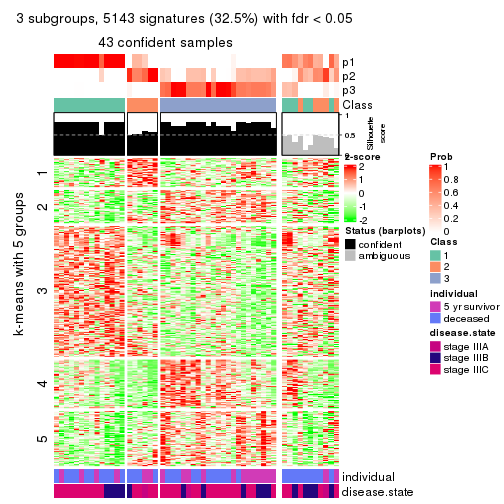 3 subgroups, 5143 signatures (32.5%) with fdr < 0.05
43 confident samples
p1
p2
p3
Class
1
0.5
0
Silhouette
score
k-means with 5 groups
1
2
3
4
5
z-score
2
1
0
-1
-2
Status (barplots)
confident
ambiguous
Prob
1
0.8
0.6
0.4
0.2
0
Class
1
2
3
individual
5 yr survivor
deceased
disease.state
stage IIIA
stage IIIB
stage IIIC
individual
disease.state